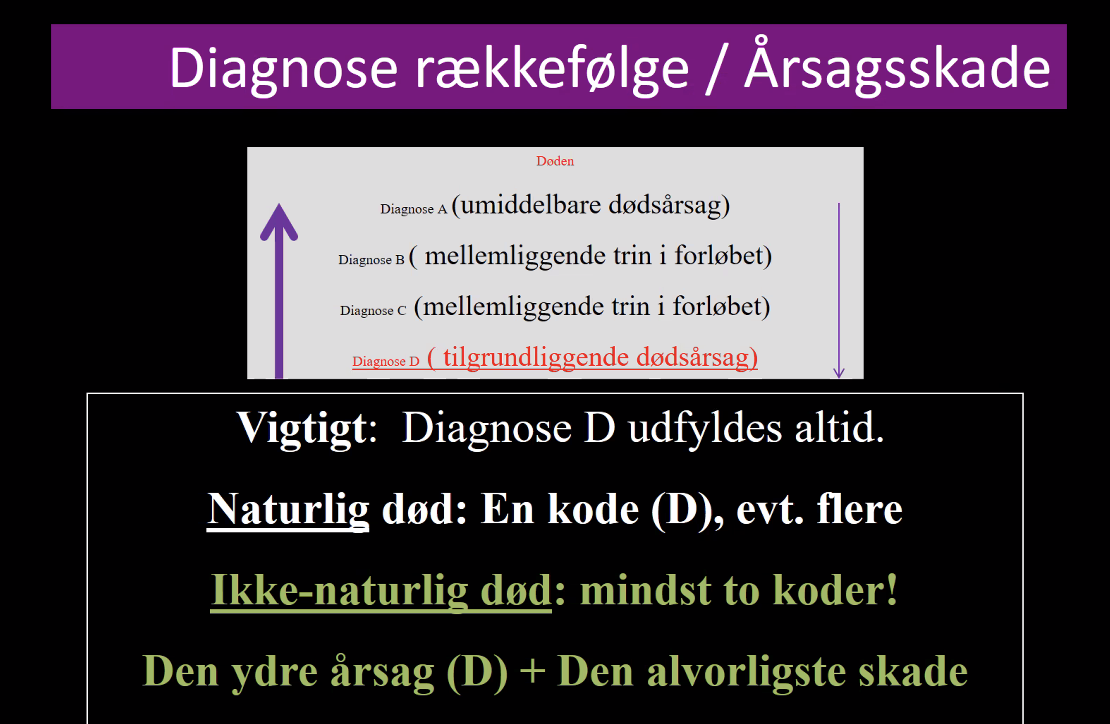 Diagnose rækkefølge / Årsagsskade
Døden
Diagnose A (umiddelbare dødsårsag)
Diagnose B ( mellemliggende trin i forløbet)
Diagnose C (mellemliggende trin i forløbet)
Diagnose D ( tilgrundliggende dødsårsag)
Vigtigt: Diagnose D udfyldes altid.
Naturlig død: En kode (D), evt. flere
Ikke-naturlig død: mindst to koder!
Den ydre årsag (D) + Den alvorligste skade